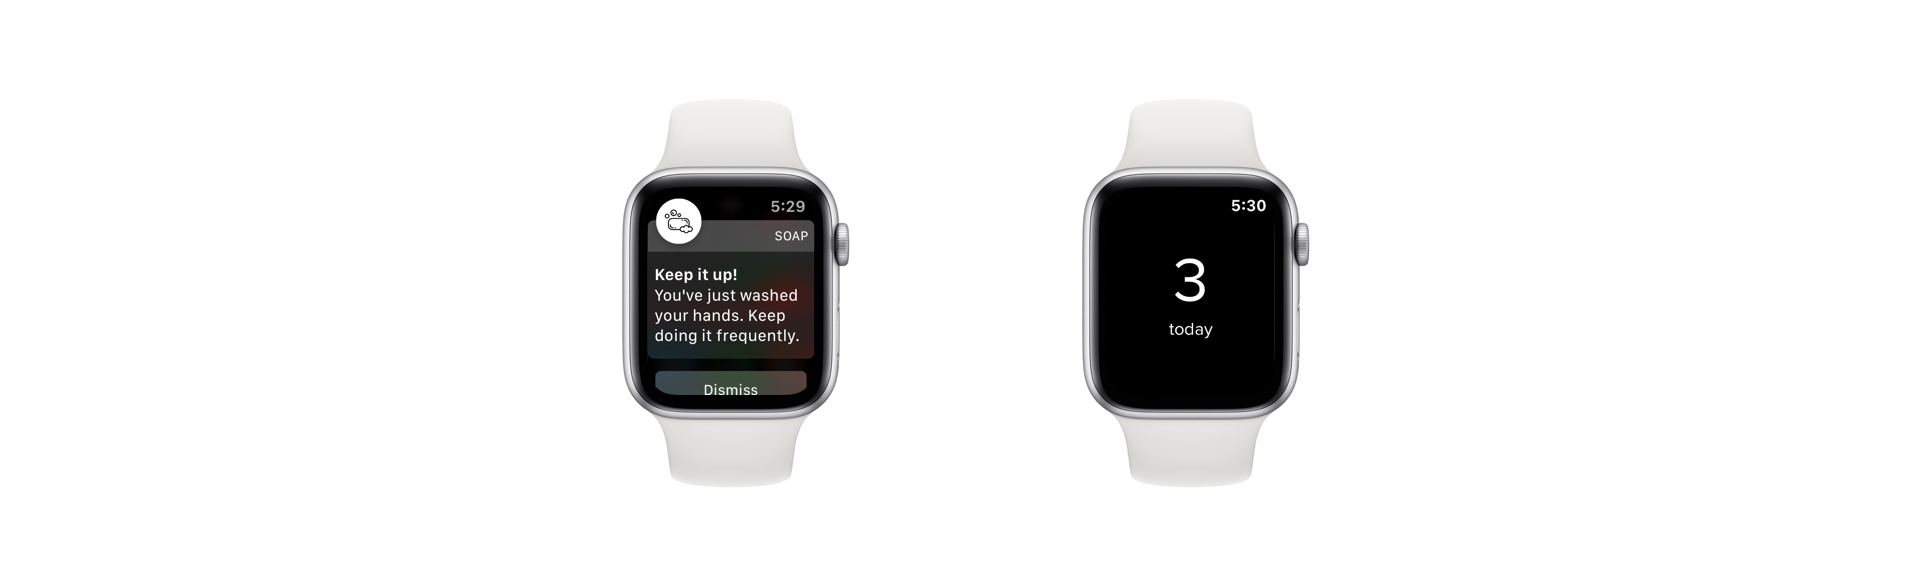 5:29
SOAP
Keep it up!
You've just washed
your hands. Keep
doing it frequently.
Dismiss
5:30
3
today